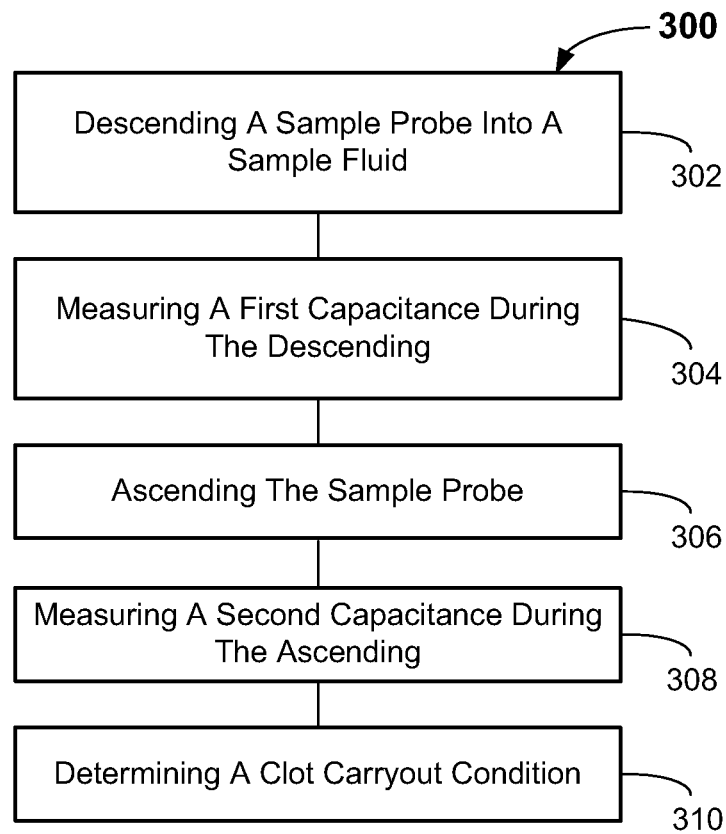 300
Descending A Sample Probe Into A
Sample Fluid
302
Measuring A First Capacitance During
The Descending
304
Ascending The Sample Probe
306
Measuring A Second Capacitance During
The Ascending
308
Determining A Clot Carryout Condition
310